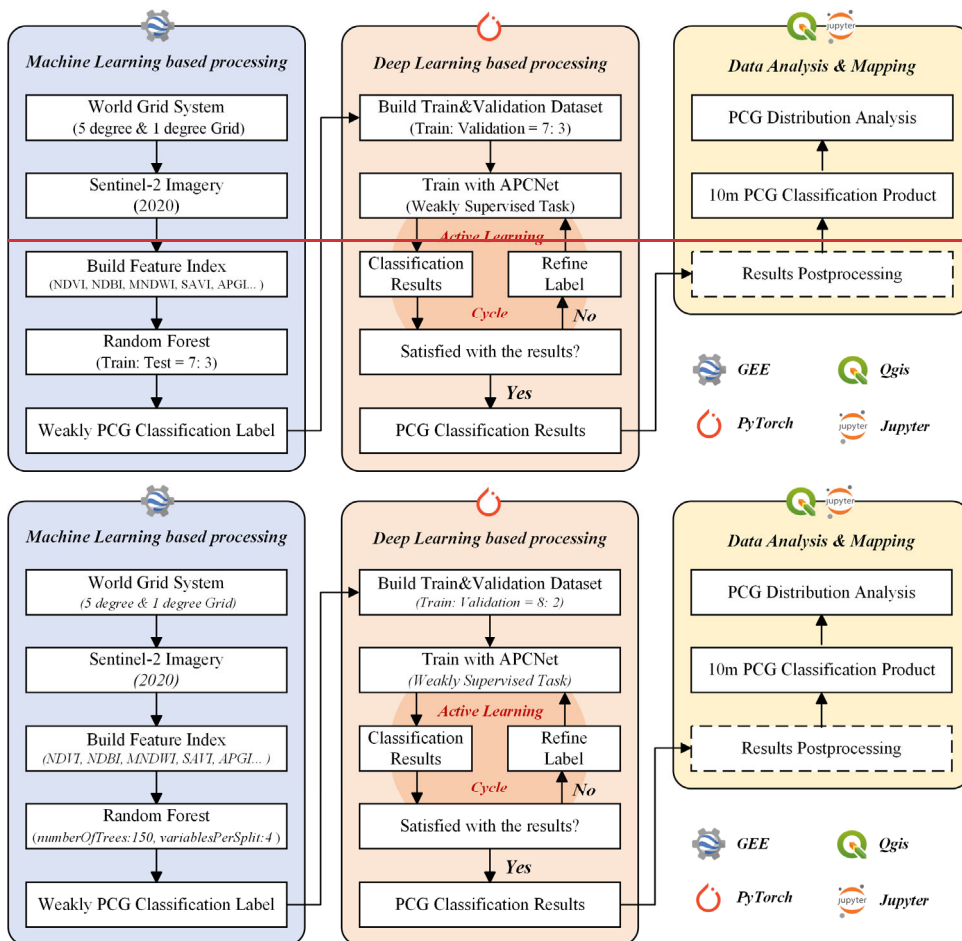 Machine Learning based processing
World Grid System
(5 degree & 1 degree Grid)
Sentinel-2 Imagery
(2020)
Build Feature Index
(NDVI, NDBI, MNDWI, SAVI, APGI... )
Random Forest
(Train: Test = 7: 3)
Weakly PCG Classification Label
Deep Learning based processing
Build Train&Validation Dataset
(Train: Validation = 7: 3)
Train with APCNet
(Weakly Supervised Task)
Active Learning
Classification
Results
Refine
Label
Cycle
No
Satisfied with the results?
Yes
PCG Classification Results
Data Analysis & Mapping
PCG Distribution Analysis
10m PCG Classification Product
Results Postprocessing
GEE
Qgis
PyTorch
jupyter
Jupyter
Machine Learning based processing
World Grid System
(5 degree & 1 degree Grid)
Sentinel-2 Imagery
(2020)
Build Feature Index
(NDVI, NDBI, MNDWI, SAVI, APGI... )
Random Forest
(numberOfTrees:150, variablesPerSplit:4 )
Weakly PCG Classification Label
Deep Learning based processing
Build Train&Validation Dataset
(Train: Validation = 8: 2)
Train with APCNet
(Weakly Supervised Task)
Active Learning
Classification
Results
Refine
Label
Cycle
No
Satisfied with the results?
Yes
PCG Classification Results
Data Analysis & Mapping
PCG Distribution Analysis
10m PCG Classification Product
Results Postprocessing
GEE
Qgis
PyTorch
jupyter
Jupyter